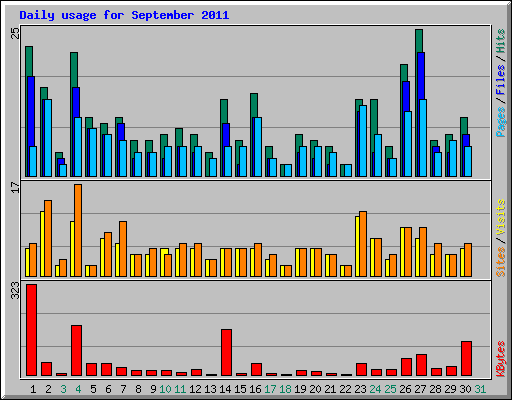 Daily usage for September 2011
25
Pages/Files/Hits
17
Sites/Visits
323
KBytes
1 2 3 4 5 6 7 8 9 10 11 12 13 14 15 16 17 18 19 20 21 22 23 24 25 26 27 28 29 30 31